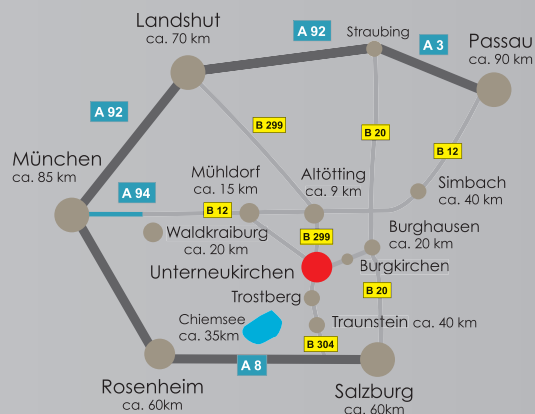 Landshut
ca. 70 km
A 92
Straubing
A 3
Passau
ca. 90 km
A 92
B 299
B 20
B 12
München
ca. 85 km
A 94
Mühldorf
ca. 15 km
Altötting
ca. 9 km
Simbach
ca. 40 km
B 12
Waldkraiburg
ca. 20 km
B 299
Burghausen
ca. 20 km
Unterneukirchen
Burgkirchen
Trostberg
B 20
Chiemsee
ca. 35km
Traunstein ca. 40 km
B 304
A 8
Rosenheim
ca. 60km
Salzburg
ca. 60km